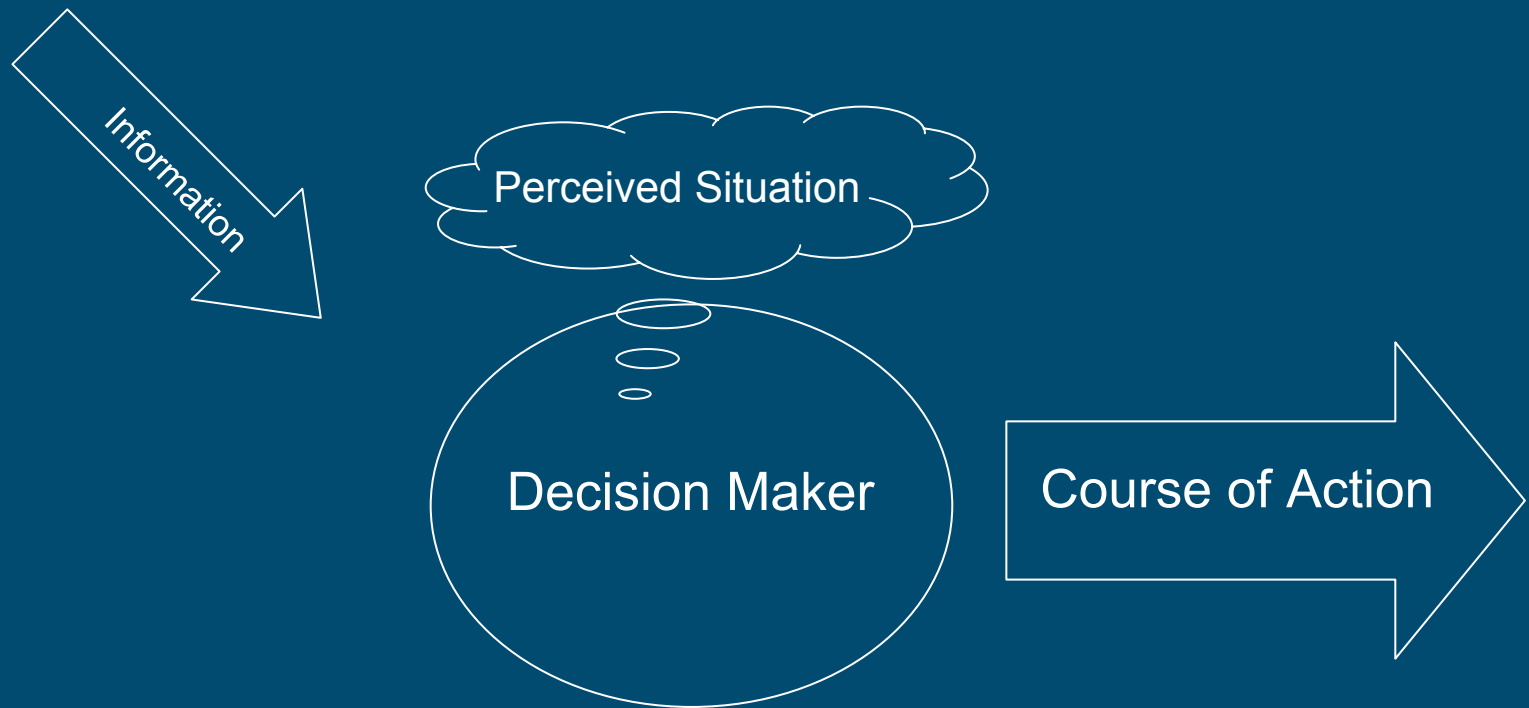 Information
Perceived Situation
Decision Maker
Course of Action